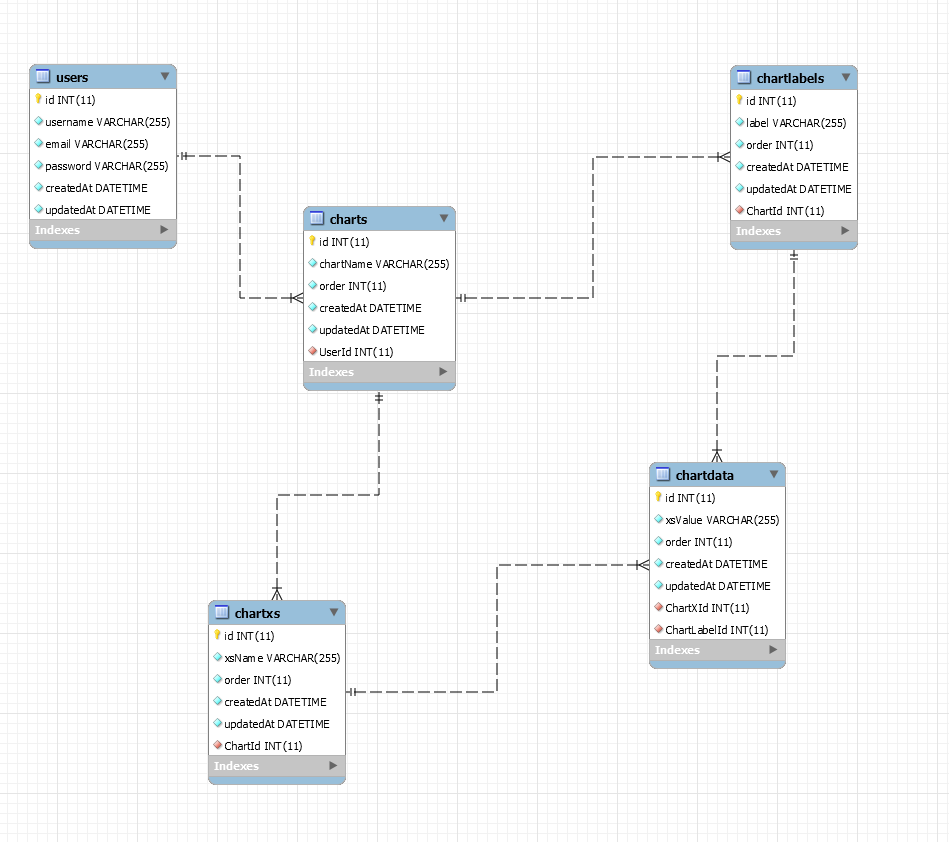 users
id INT(11)
username VARCHAR(255)
email VARCHAR(255)
password VARCHAR(255)
createdAt DATETIME
updatedAt DATETIME
Indexes
chartlabels
id INT(11)
label VARCHAR(255)
order INT(11)
createdAt DATETIME
updatedAt DATETIME
ChartId INT(11)
Indexes
charts
id INT(11)
chartName VARCHAR(255)
order INT(11)
createdAt DATETIME
updatedAt DATETIME
UserId INT(11)
Indexes
chartdata
id INT(11)
xsValue VARCHAR(255)
order INT(11)
createdAt DATETIME
updatedAt DATETIME
ChartXId INT(11)
ChartLabelId INT(11)
Indexes
chartxs
id INT(11)
xsName VARCHAR(255)
order INT(11)
createdAt DATETIME
updatedAt DATETIME
ChartId INT(11)
Indexes